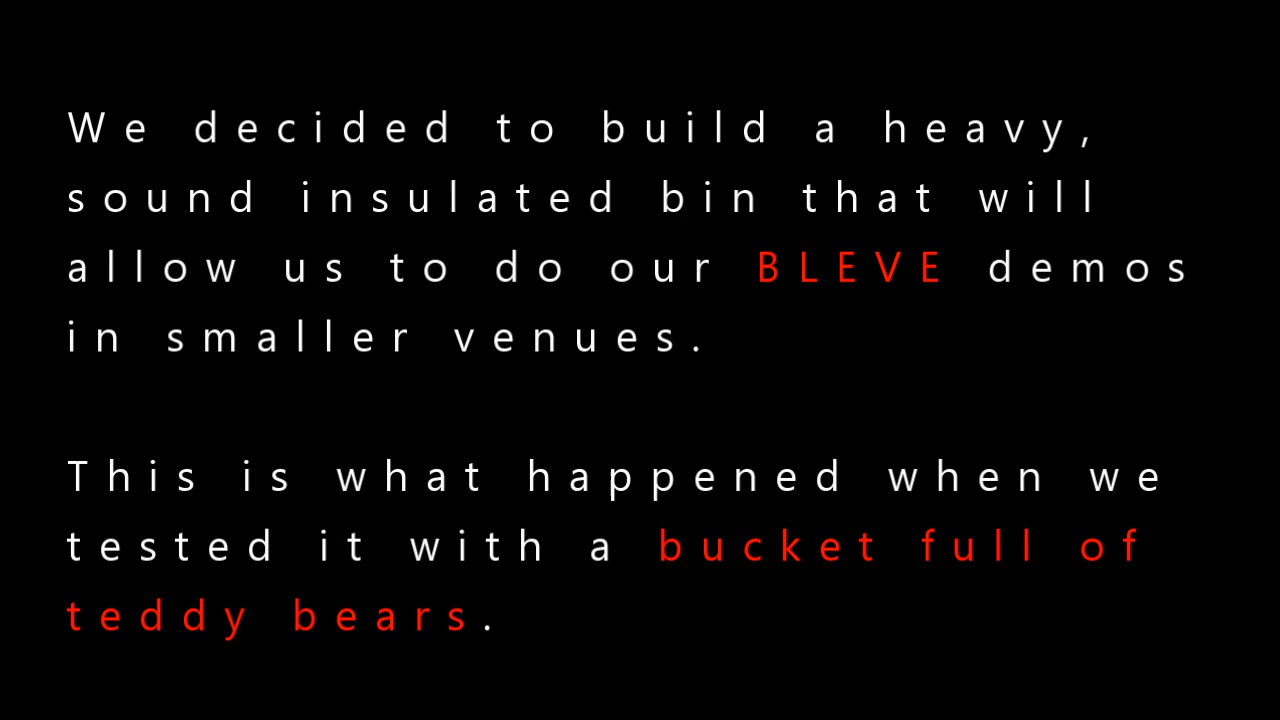 We decided to build a heavy,
sound insulated bin that will
allow us to do our BLEVE demos
in smaller venues.
This is what happened when we
tested it with a bucket full of
teddy bears.